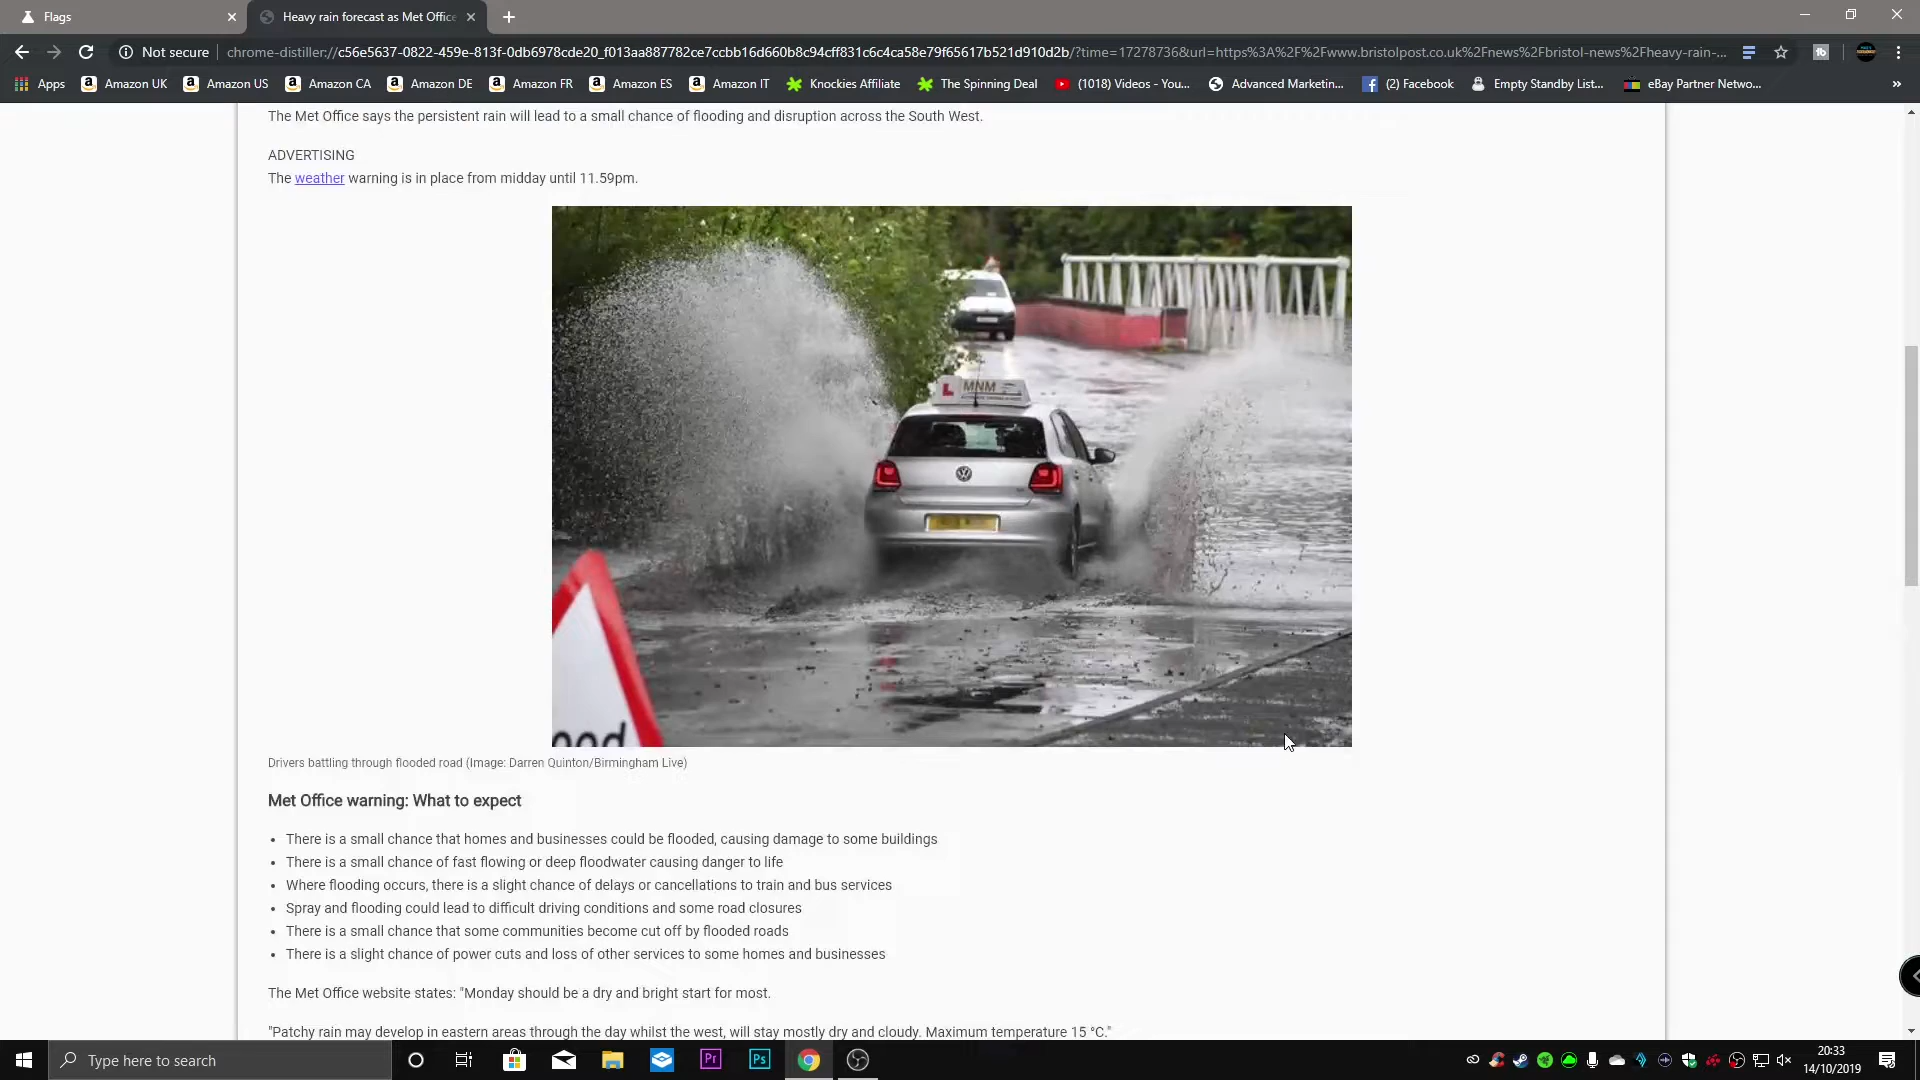 Flags
Heavy rain forecast as Met Office
Not secure
chrome-distiller://c56e5637-0822-459e-813f-0db6978cde20_f013aa887782ce7ccbb16d660b8c94cff831c6c4ca58e79f65617b521d910d2b/?time=17278736&url=https%3A%2F%2Fwww.bristolpost.co.uk%2Fnews%2Fbristol-news%2Fheavy-rain-...
Apps
Amazon UK
Amazon US
Amazon CA
Amazon DE
Amazon FR
Amazon ES
Amazon IT
Knockies Affiliate
The Spinning Deal
(1018) Videos - You...
Advanced Marketin...
(2) Facebook
Empty Standby List...
eBay Partner Netwo...
The Met Office says the persistent rain will lead to a small chance of flooding and disruption across the South West.
ADVERTISING
The weather warning is in place from midday until 11.59pm.
L MNM
ood
Drivers battling through flooded road (Image: Darren Quinton/Birmingham Live)
Met Office warning: What to expect
• There is a small chance that homes and businesses could be flooded, causing damage to some buildings
• There is a small chance of fast flowing or deep floodwater causing danger to life
• Where flooding occurs, there is a slight chance of delays or cancellations to train and bus services
• Spray and flooding could lead to difficult driving conditions and some road closures
• There is a small chance that some communities become cut off by flooded roads
• There is a slight chance of power cuts and loss of other services to some homes and businesses
The Met Office website states: "Monday should be a dry and bright start for most.
"Patchy rain may develop in eastern areas through the day whilst the west, will stay mostly dry and cloudy. Maximum temperature 15 °C."
Type here to search
Pr
Ps
20:33
14/10/2019